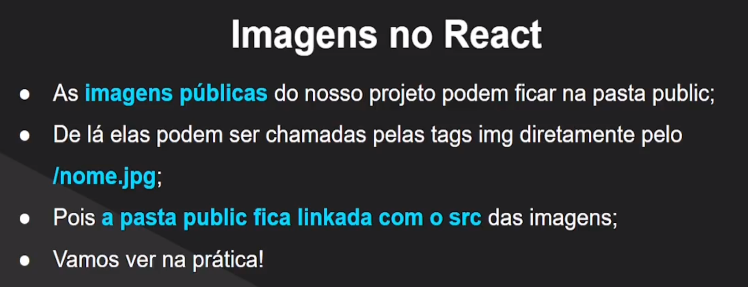 Imagens no React
● As imagens públicas do nosso projeto podem ficar na pasta public;
● De lá elas podem ser chamadas pelas tags img diretamente pelo
/nome.jpg;
● Pois a pasta public fica linkada com o src das imagens;
● Vamos ver na prática!